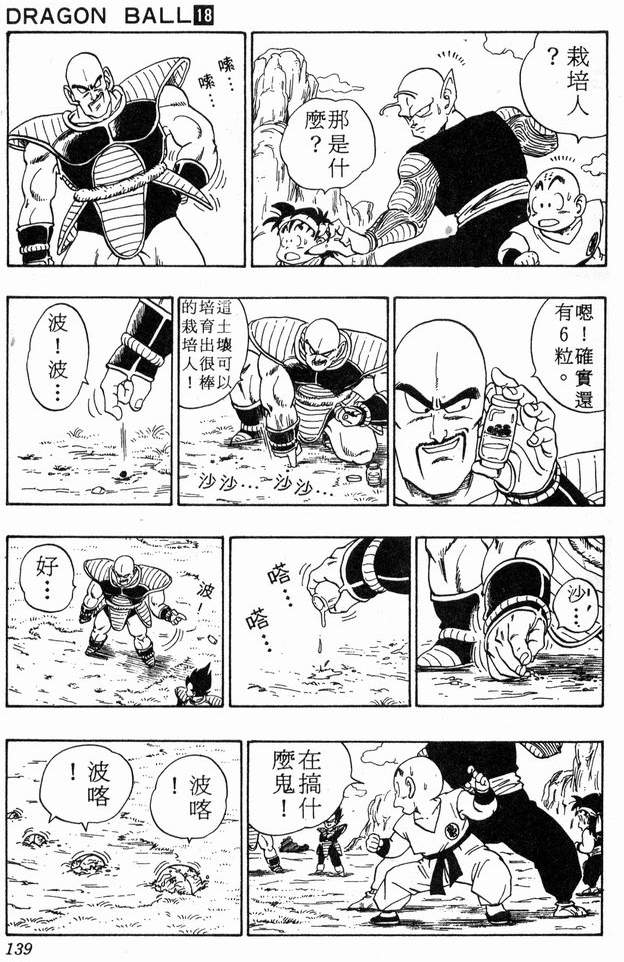 DRAGON BALL 18
栽培人
？
那是什
麼？
嗦…
嗦…
嗯！確實還
有6粒。
這土壤可以
培育出很棒
的栽培人！
沙沙…沙沙…
波！波…
沙！…
嗒…
嗒…
波！
好…
在搞什
麼鬼！
波喀
！
波喀
！
139